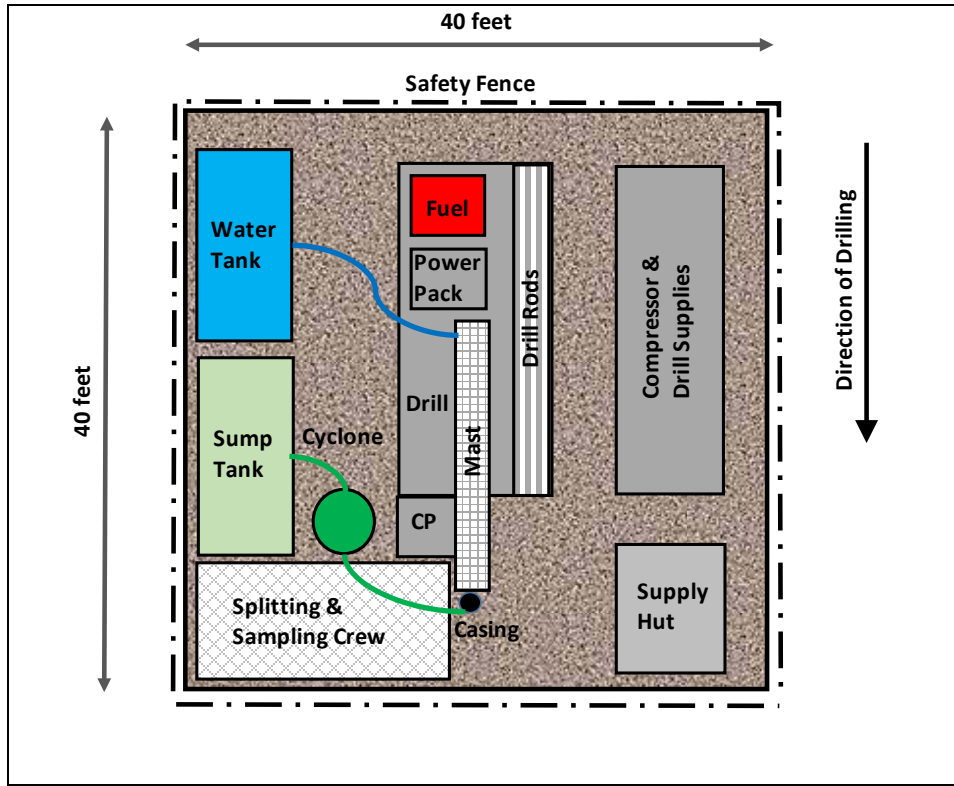 40 feet
Safety Fence
40 feet
Direction of Drilling
Water
Tank
Fuel
Power
Pack
Drill Rods
Compressor &
Drill Supplies
Drill
Mast
Sump
Tank
Cyclone
CP
Splitting &
Sampling Crew
Casing
Supply
Hut